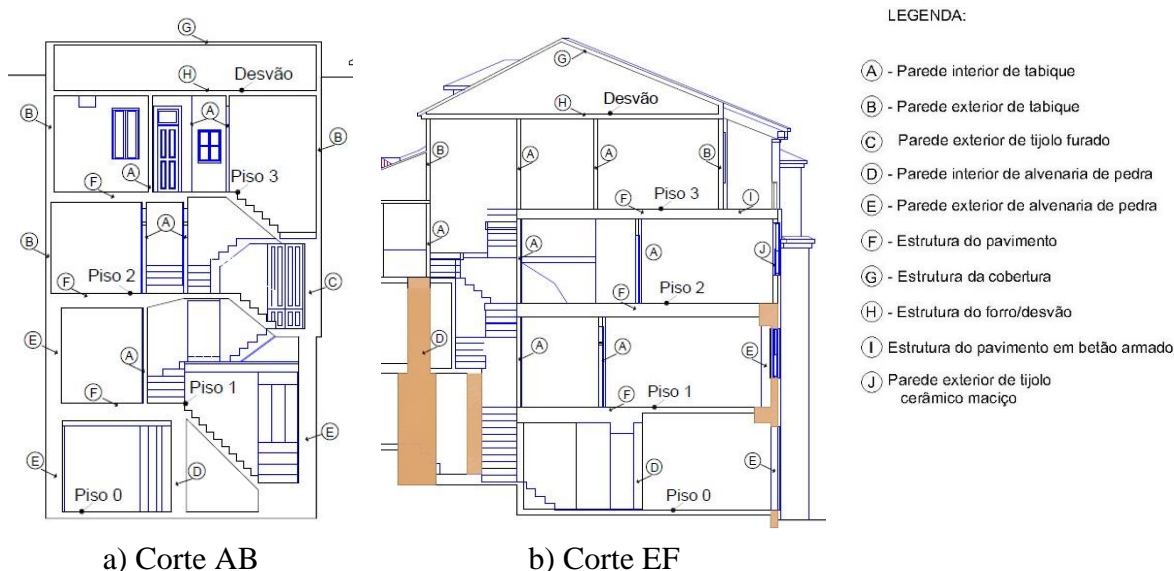 G
H
Desvão
B
A
B
A
F
Piso 3
A
B
Piso 2
F
C
E
A
Piso 1
F
E
E
D
Piso 0
a) Corte AB
G
H
Desvão
B
A
A
B
Piso 3
F
I
A
A
A
J
F
Piso 2
D
A
A
E
F
Piso 1
D
E
Piso 0
b) Corte EF
LEGENDA:
A - Parede interior de tabique
B - Parede exterior de tabique
C Parede exterior de tijolo furado
D - Parede interior de alvenaria de pedra
E - Parede exterior de alvenaria de pedra
F - Estrutura do pavimento
G - Estrutura da cobertura
H - Estrutura do forro/desvão
I Estrutura do pavimento em betão armado
J Parede exterior de tijolo
cerâmico maciço